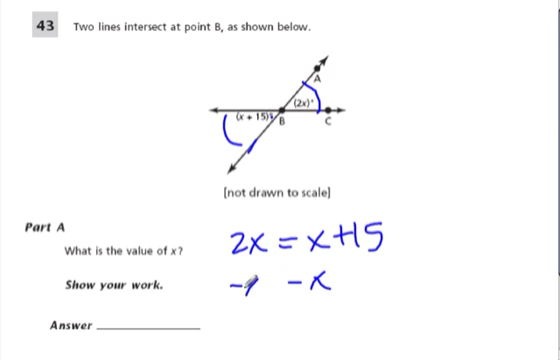 43 Two lines intersect at point B, as shown below.
A
(2x)°
(x + 15)°
B
C
[not drawn to scale]
Part A
What is the value of x?
2x = x+15
Show your work.
- -x
Answer